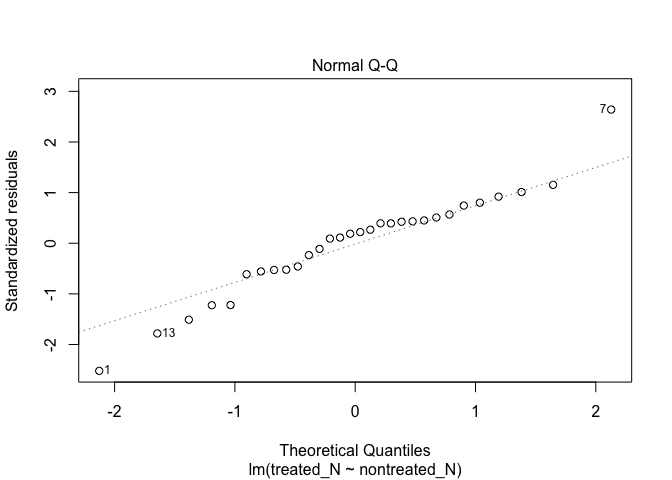 Normal Q-Q
3
2
1
0
-1
-2
Standardized residuals
7
13
1
-2 -1 0 1 2
Theoretical Quantiles
lm(treated_N ~ nontreated_N)